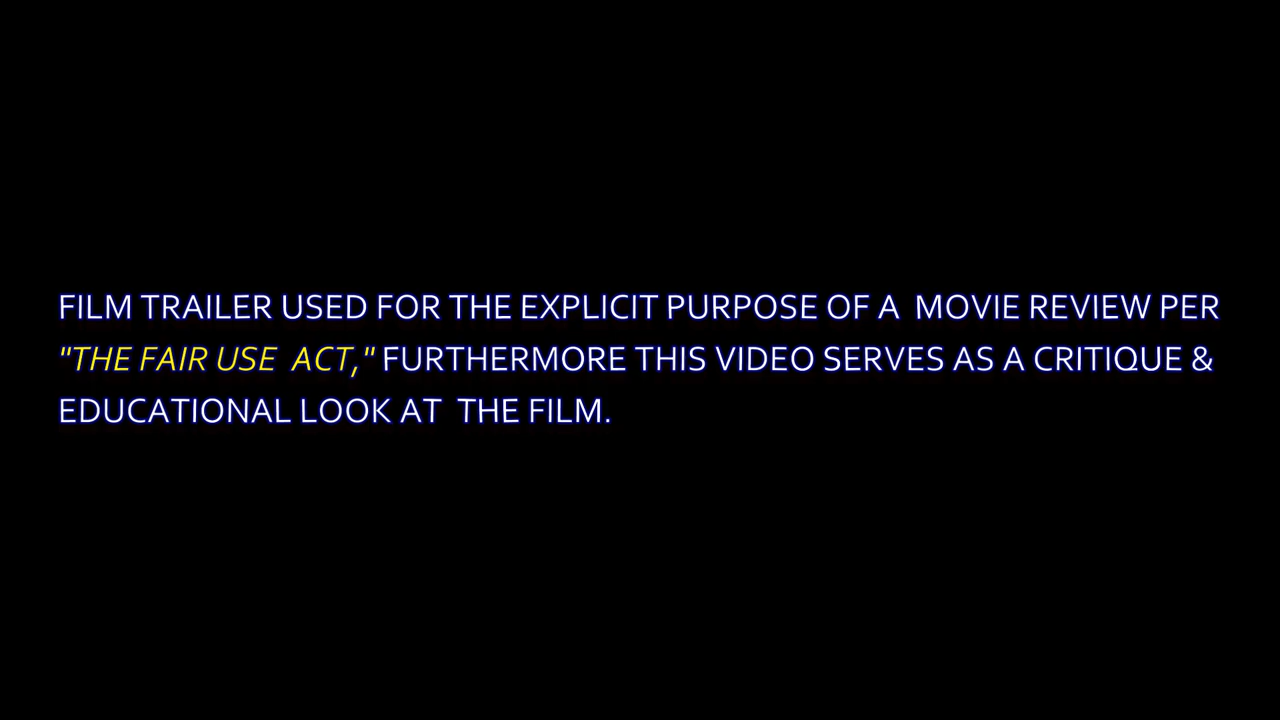 FILM TRAILER USED FOR THE EXPLICIT PURPOSE OF A MOVIE REVIEW PER
"THE FAIR USE ACT," FURTHERMORE THIS VIDEO SERVES AS A CRITIQUE &
EDUCATIONAL LOOK AT THE FILM.